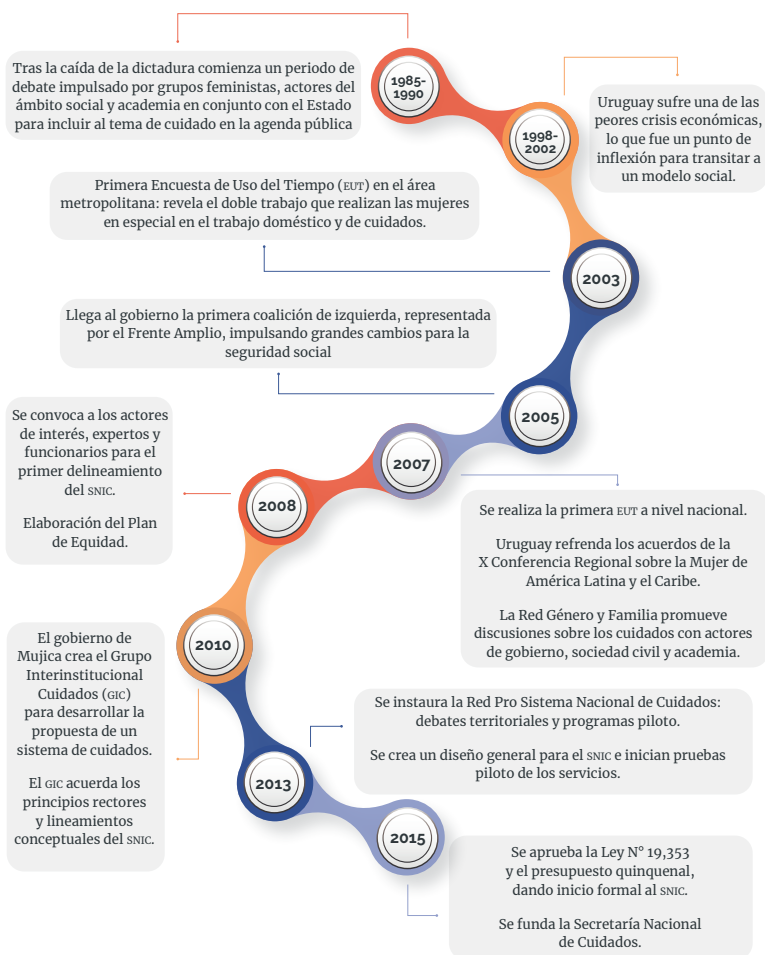 1985-
1990
Tras la caída de la dictadura comienza un periodo de
debate impulsado por grupos feministas, actores del
ámbito social y academia en conjunto con el Estado
para incluir al tema de cuidado en la agenda pública
1998-
2002
Uruguay sufre una de las
peores crisis económicas,
lo que fue un punto de
inflexión para transitar a
un modelo social.
2003
Primera Encuesta de Uso del Tiempo (EUT) en el área
metropolitana: revela el doble trabajo que realizan las mujeres
en especial en el trabajo doméstico y de cuidados.
2005
Llega al gobierno la primera coalición de izquierda, representada
por el Frente Amplio, impulsando grandes cambios para la
seguridad social
2007
Se realiza la primera EUT a nivel nacional.
Uruguay refrenda los acuerdos de la
X Conferencia Regional sobre la Mujer de
América Latina y el Caribe.
La Red Género y Familia promueve
discusiones sobre los cuidados con actores
de gobierno, sociedad civil y academia.
2008
Se convoca a los actores
de interés, expertos y
funcionarios para el
primer delineamiento
del SNIC.
Elaboración del Plan
de Equidad.
2010
El gobierno de
Mujica crea el Grupo
Interinstitucional
Cuidados (GIC)
para desarrollar la
propuesta de un
sistema de cuidados.
El GIC acuerda los
principios rectores
y lineamientos
conceptuales del SNIC.
2013
Se instaura la Red Pro Sistema Nacional de Cuidados:
debates territoriales y programas piloto.
Se crea un diseño general para el SNIC e inician pruebas
piloto de los servicios.
2015
Se aprueba la Ley N° 19,353
y el presupuesto quinquenal,
dando inicio formal al SNIC.
Se funda la Secretaría Nacional
de Cuidados.